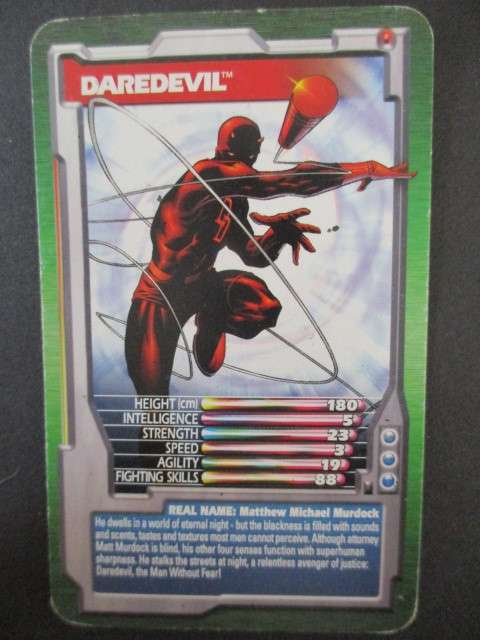 DAREDEVIL™
HEIGHT (cm) 180
INTELLIGENCE 5
STRENGTH 23
SPEED 3
AGILITY 19
FIGHTING SKILLS 88
REAL NAME: Matthew Michael Murdock
He dwells in a world of eternal night - but the blackness is filled with sounds
and scents, tastes and textures most men cannot perceive. Although attorney
Matt Murdock is blind, his other four senses function with superhuman
sharpness. He stalks the streets at night, a relentless avenger of justice:
Daredevil, the Man Without Fear!